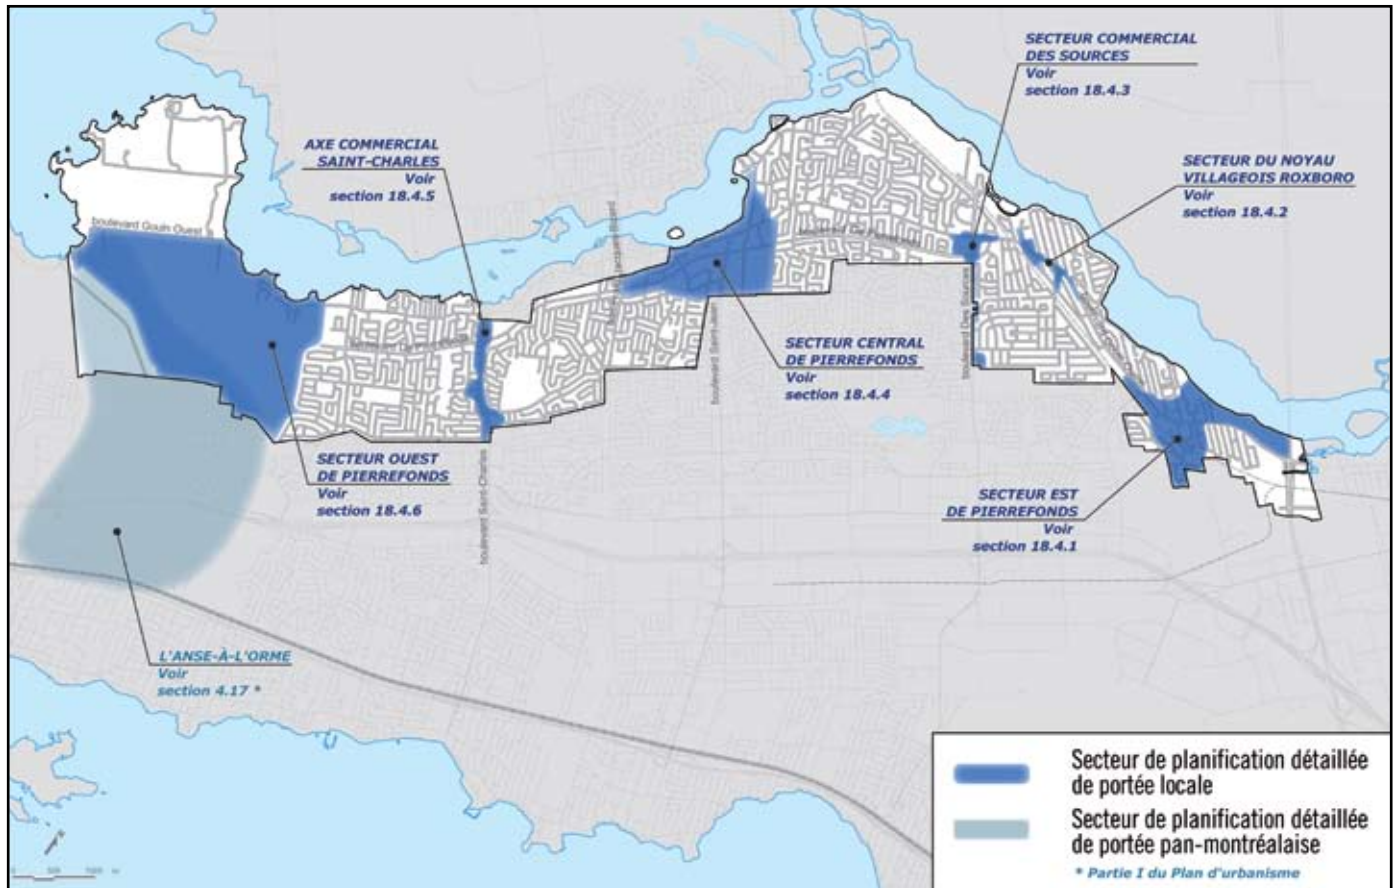 SECTEUR COMMERCIAL
DES SOURCES
Voir
section 18.4.3
AXE COMMERCIAL
SAINT-CHARLES
Voir
section 18.4.5
SECTEUR DU NOYAU
VILLAGEOIS ROXBORO
Voir
section 18.4.2
boulevard Gouin Ouest
SECTEUR CENTRAL
DE PIERREFONDS
Voir
section 18.4.4
boulevard Saint-Jean
boulevard Des Sources
SECTEUR OUEST
DE PIERREFONDS
Voir
section 18.4.6
boulevard Saint-Charles
SECTEUR EST
DE PIERREFONDS
Voir
section 18.4.1
L'ANSE-À-L'ORME
Voir
section 4.17 *
Secteur de planification détaillée
de portée locale
Secteur de planification détaillée
de portée pan-montréalaise
* Partie I du Plan d'urbanisme